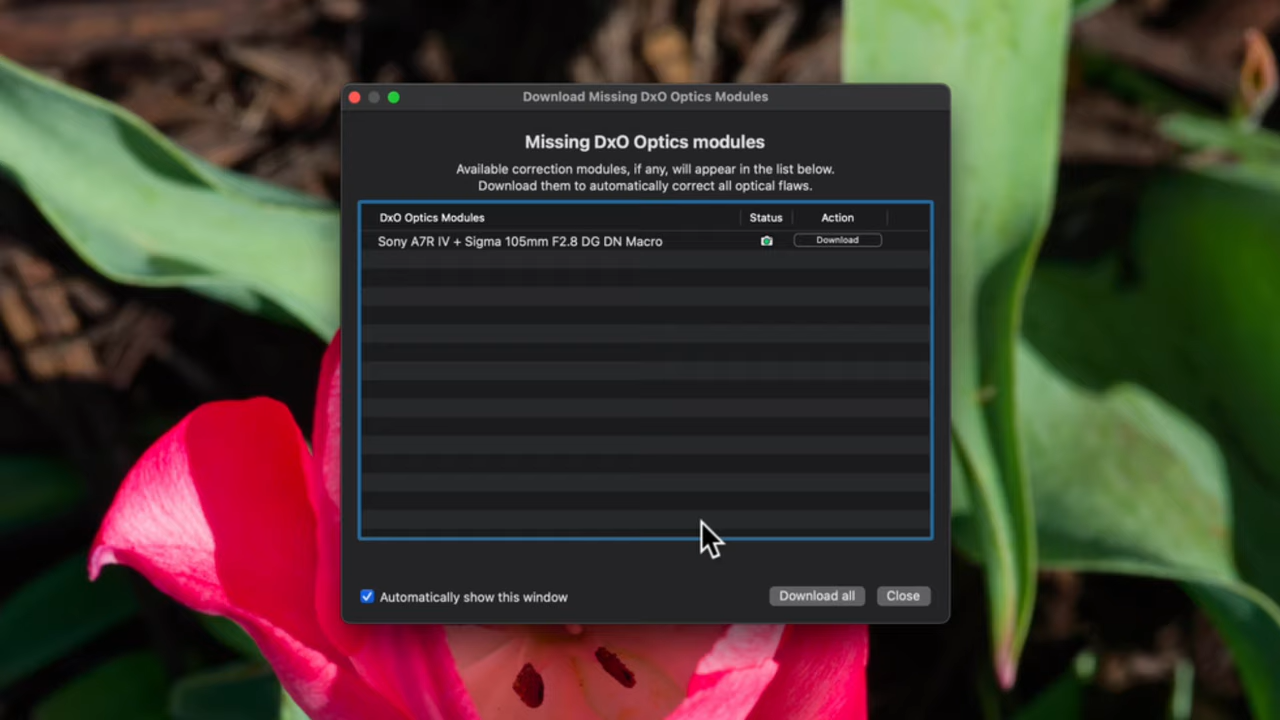 Download Missing DxO Optics Modules
Missing DxO Optics modules
Available correction modules, if any, will appear in the list below.
Download them to automatically correct all optical flaws.
DxO Optics Modules Status Action
Sony A7R IV + Sigma 105mm F2.8 DG DN Macro Download
Automatically show this window Download all Close